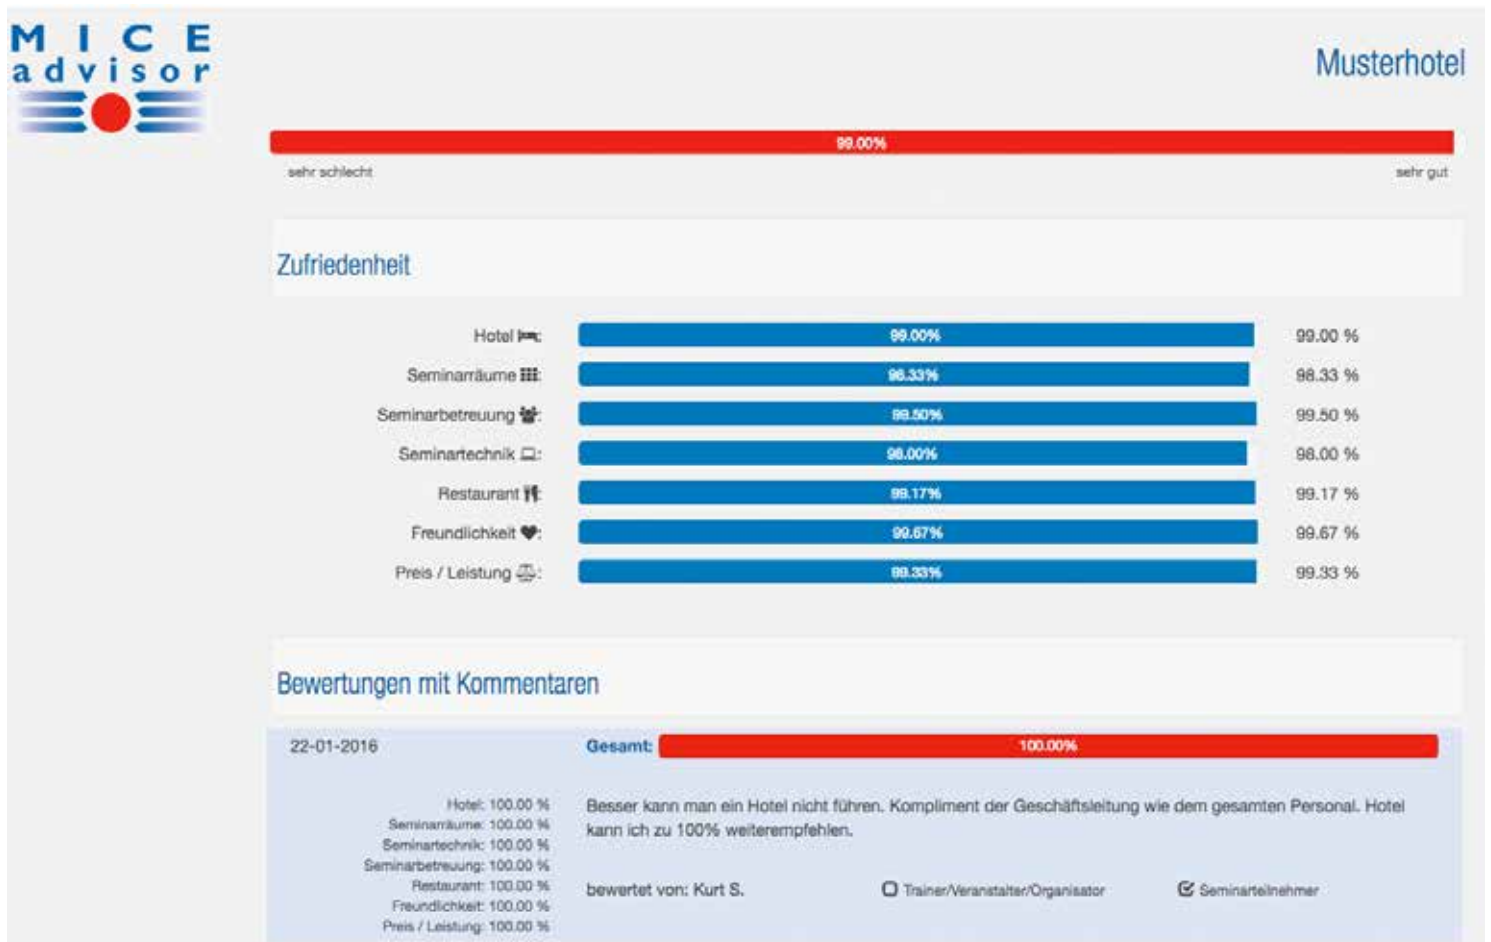 MICE
advisor
Musterhotel
99.00%
sehr schlecht
sehr gut
Zufriedenheit
Hotel: 99.00% 99.00 %
Seminarräume: 98.33% 98.33 %
Seminarbetreuung: 99.50% 99.50 %
Seminartechnik: 98.00% 98.00 %
Restaurant: 99.17% 99.17 %
Freundlichkeit: 99.67% 99.67 %
Preis / Leistung: 99.33% 99.33 %
Bewertungen mit Kommentaren
22-01-2016
Gesamt: 100.00%
Hotel: 100.00 %
Seminarräume: 100.00 %
Seminartechnik: 100.00 %
Seminarbetreuung: 100.00 %
Restaurant: 100.00 %
Freundlichkeit: 100.00 %
Preis / Leistung: 100.00 %
Besser kann man ein Hotel nicht führen. Kompliment der Geschäftsleitung wie dem gesamten Personal. Hotel
kann ich zu 100% weiterempfehlen.
bewertet von: Kurt S.
Trainer/Veranstalter/Organisator
Seminarteilnehmer